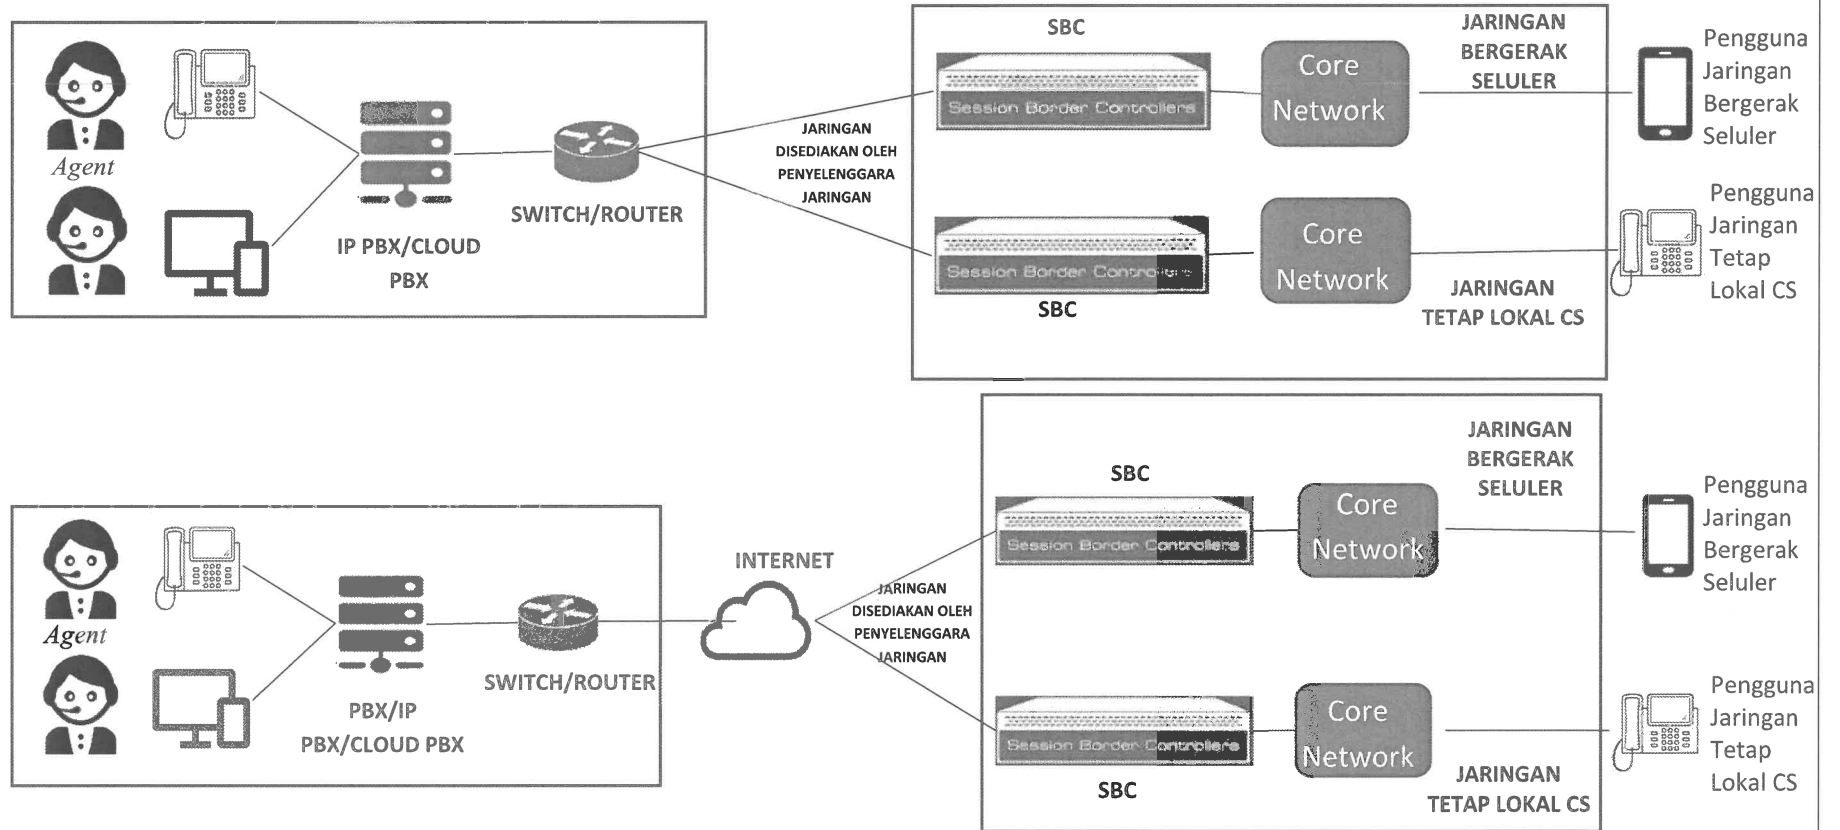 Agent
IP PBX/CLOUD
PBX
SWITCH/ROUTER
JARINGAN
DISEDIAKAN OLEH
PENYELENGGARA
JARINGAN
SBC
Session Border Controllers
Core
Network
JARINGAN
BERGERAK
SELULER
Pengguna
Jaringan
Bergerak
Seluler
Session Border Controllers
SBC
Core
Network
JARINGAN
TETAP LOKAL CS
Pengguna
Jaringan
Tetap
Lokal CS
Agent
PBX/IP
PBX/CLOUD PBX
SWITCH/ROUTER
INTERNET
JARINGAN
DISEDIAKAN OLEH
PENYELENGGARA
JARINGAN
SBC
Session Border Controllers
Core
Network
JARINGAN
BERGERAK
SELULER
Pengguna
Jaringan
Bergerak
Seluler
Session Border Controllers
SBC
Core
Network
JARINGAN
TETAP LOKAL CS
Pengguna
Jaringan
Tetap
Lokal CS